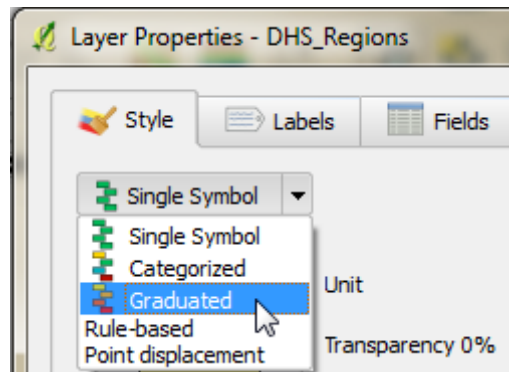 Layer Properties - DHS_Regions
Style Labels Fields
Single Symbol
Single Symbol
Categorized
Graduated
Unit
Rule-based
Point displacement
Transparency 0%